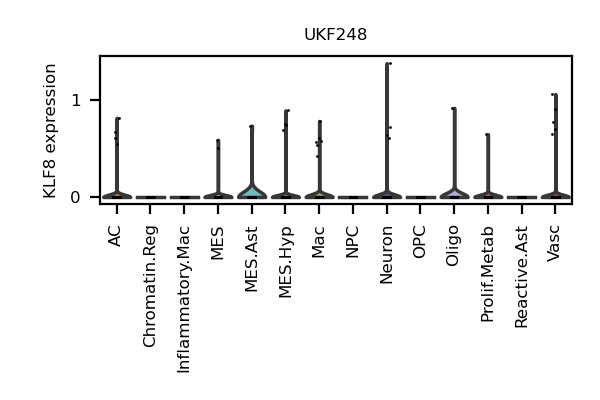 UKF248
KLF8 expression
1
0
AC
Chromatin.Reg
Inflammatory.Mac
MES
MES.Ast
MES.Hyp
Mac
NPC
Neuron
OPC
Oligo
Prolif.Metab
Reactive.Ast
Vasc